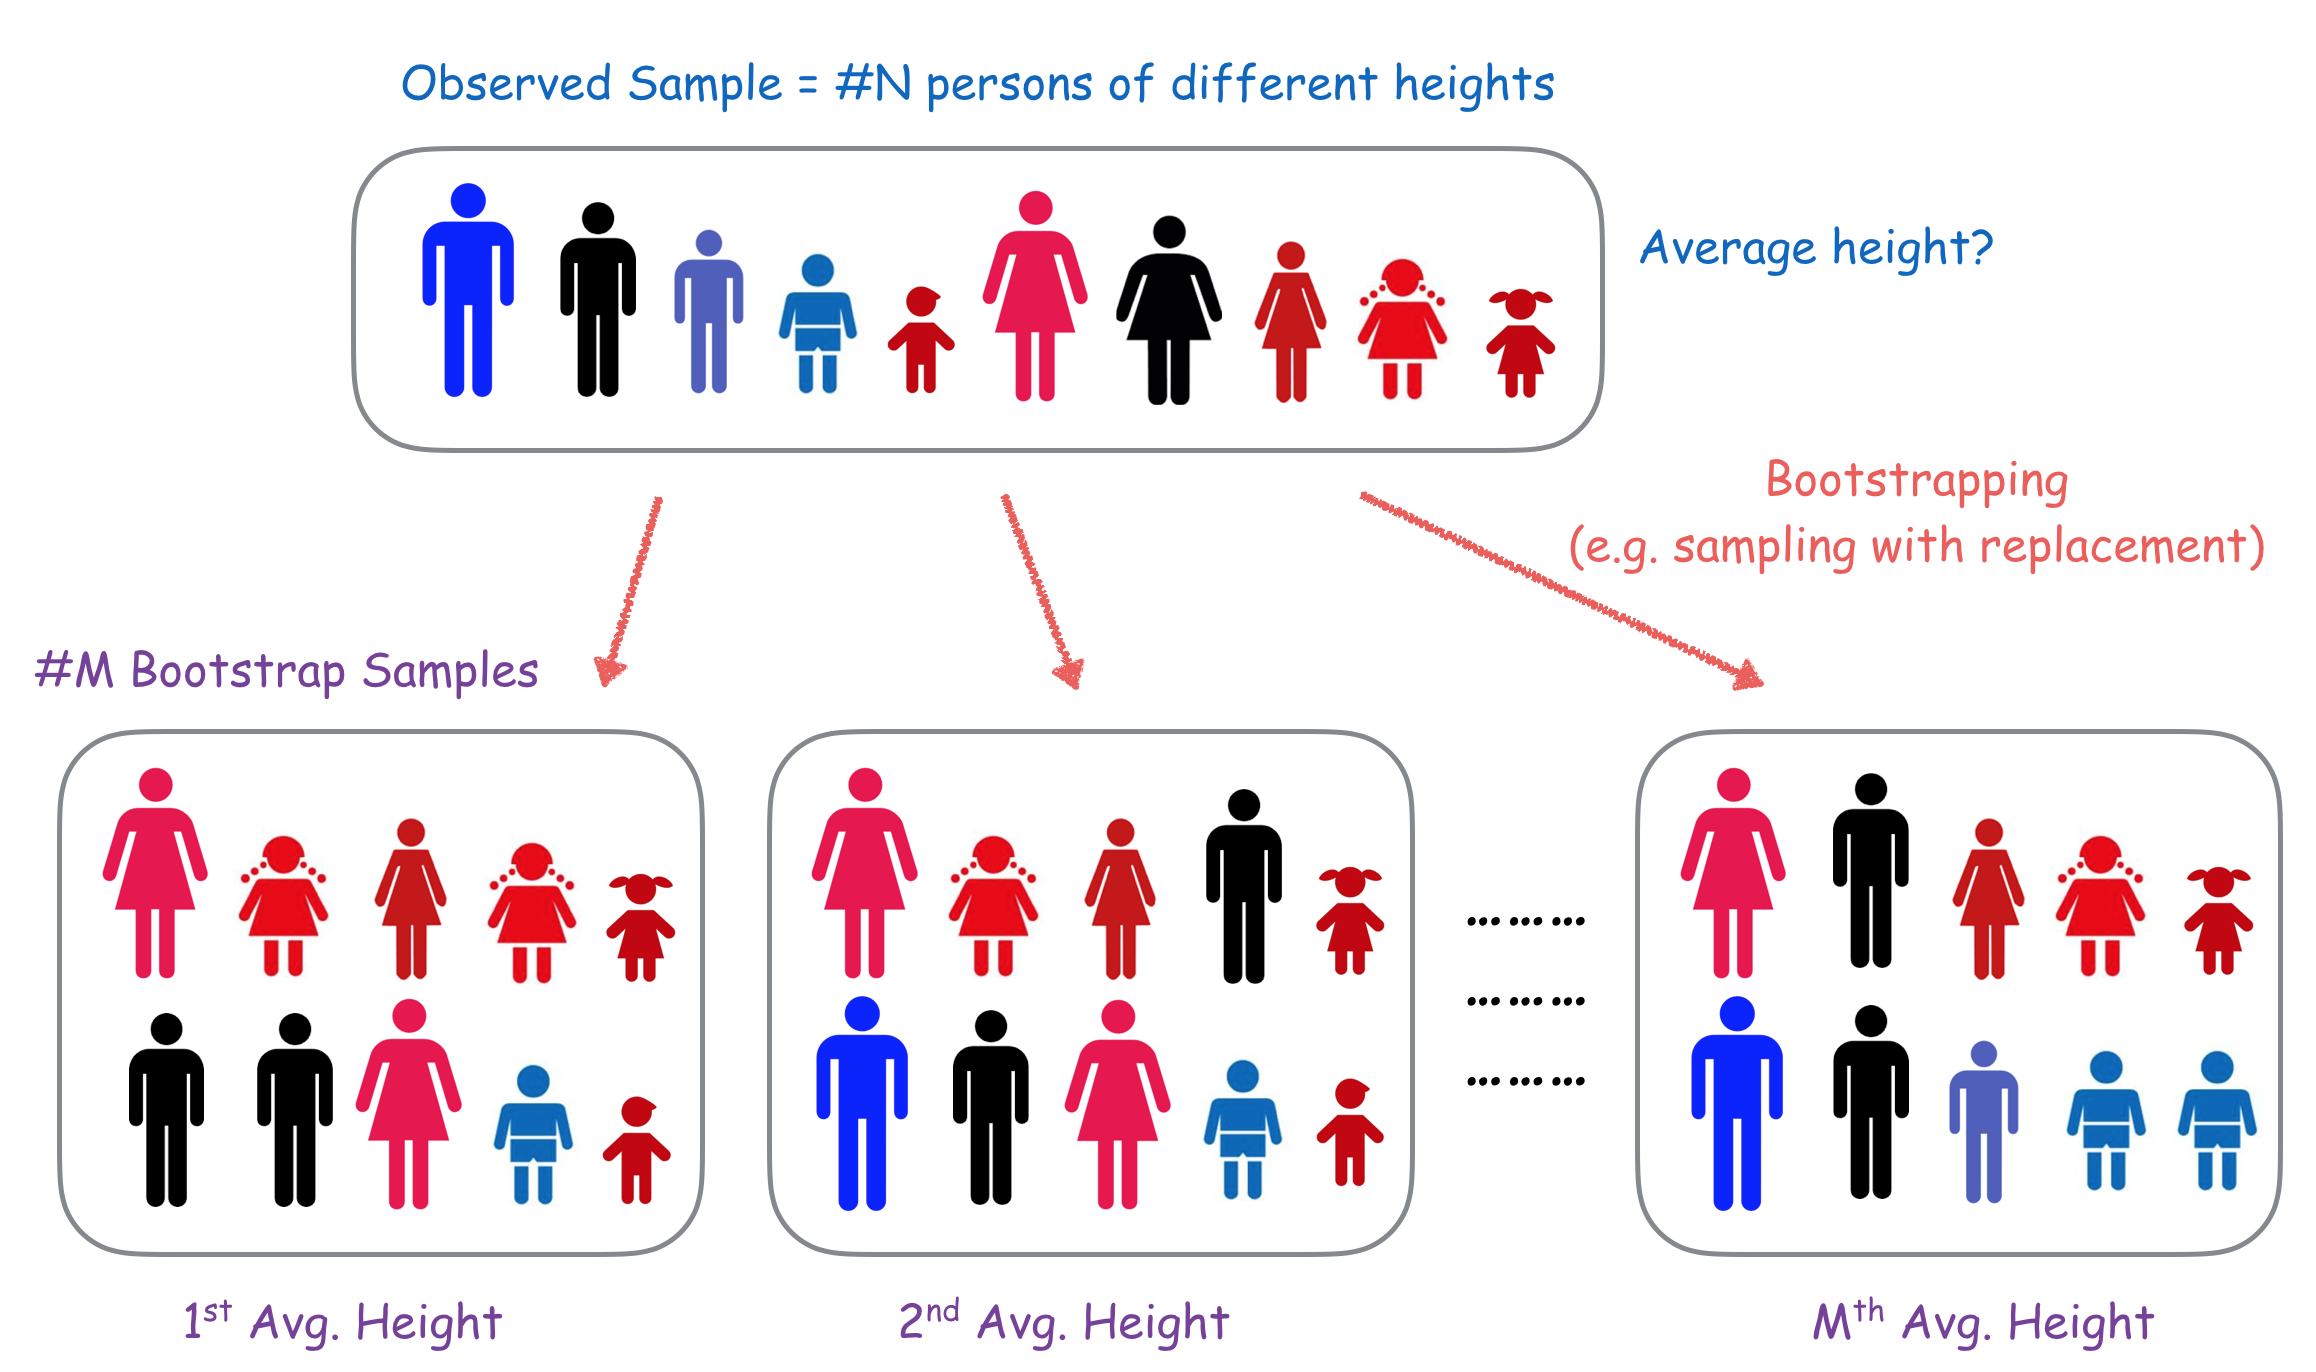 Observed Sample = #N persons of different heights
Average height?
Bootstrapping
(e.g. sampling with replacement)
#M Bootstrap Samples
... ... ...
... ... ...
... ... ...
1st Avg. Height
2nd Avg. Height
Mth Avg. Height